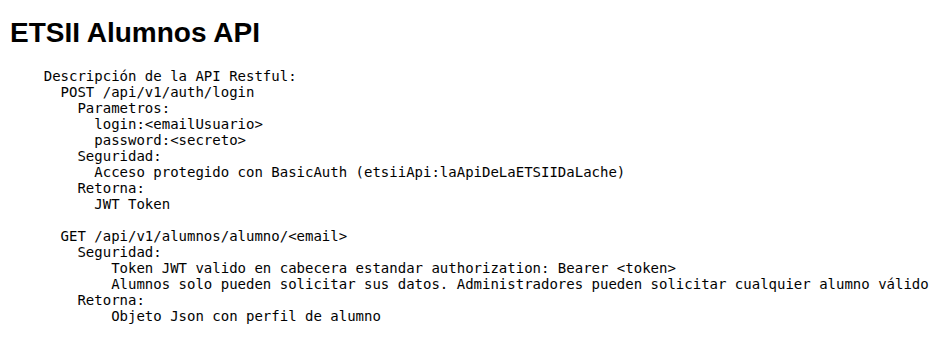 ETSII Alumnos API
Descripción de la API Restful:
POST /api/v1/auth/login
Parametros:
login:<emailUsuario>
password:<secreto>
Seguridad:
Acceso protegido con BasicAuth (etsiiApi:laApiDeLaETSIIDaLache)
Retorna:
JWT Token
GET /api/v1/alumnos/alumno/<email>
Seguridad:
Token JWT valido en cabecera estandar authorization: Bearer <token>
Alumnos solo pueden solicitar sus datos. Administradores pueden solicitar cualquier alumno válido
Retorna:
Objeto Json con perfil de alumno